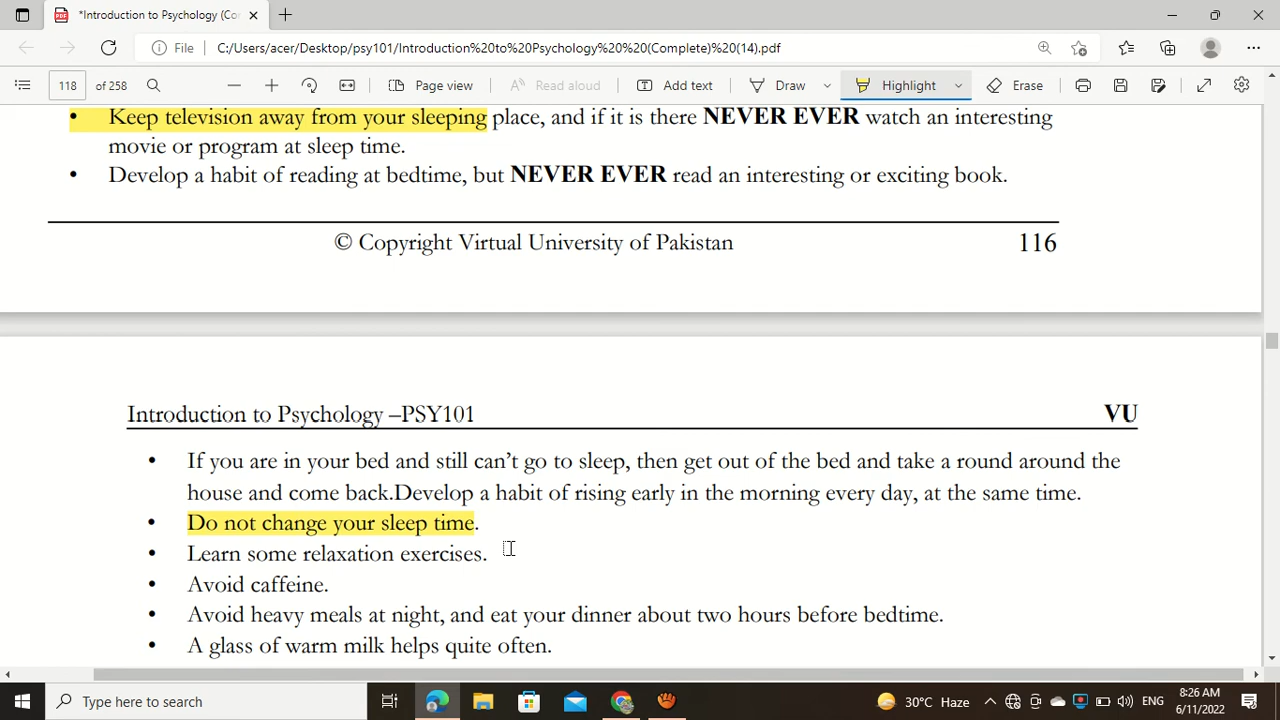 *Introduction to Psychology (Co
File C:/Users/acer/Desktop/psy101/Introduction%20to%20Psychology%20%20(Complete)%20(14).pdf
118 of 258 Page view Read aloud Add text Draw Highlight Erase
• Keep television away from your sleeping place, and if it is there NEVER EVER watch an interesting
movie or program at sleep time.
• Develop a habit of reading at bedtime, but NEVER EVER read an interesting or exciting book.
© Copyright Virtual University of Pakistan 116
Introduction to Psychology –PSY101 VU
• If you are in your bed and still can’t go to sleep, then get out of the bed and take a round around the
house and come back.Develop a habit of rising early in the morning every day, at the same time.
• Do not change your sleep time.
• Learn some relaxation exercises.
• Avoid caffeine.
• Avoid heavy meals at night, and eat your dinner about two hours before bedtime.
• A glass of warm milk helps quite often.
Type here to search 30°C Haze ENG 8:26 AM
6/11/2022